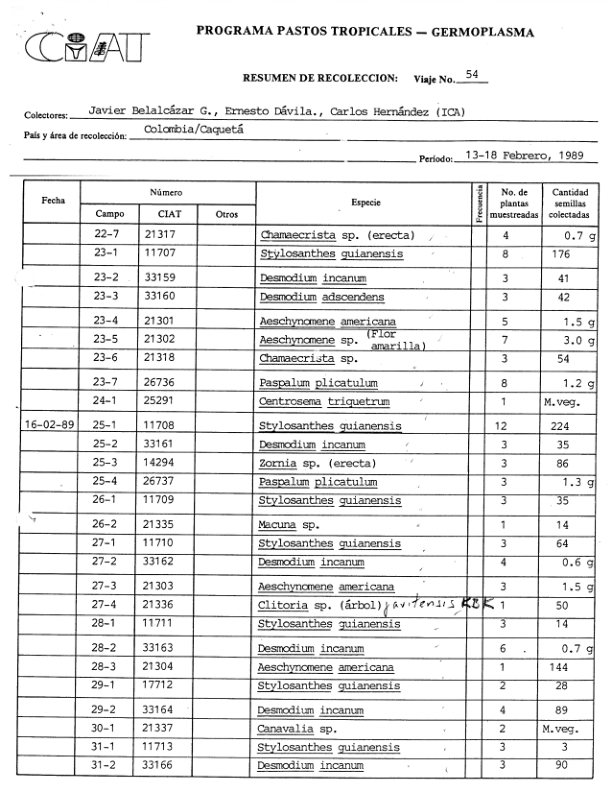 CIAT
PROGRAMA PASTOS TROPICALES — GERMOPLASMA
RESUMEN DE RECOLECCION: Viaje No. 54
Colectores: Javier Belalcázar G., Ernesto Dávila., Carlos Hernández (ICA)
País y área de recolección: Colombia/Caquetá
Período: 13-18 Febrero, 1989
Fecha Número Especie Frecuencia No. de plantas muestreadas Cantidad semillas colectadas
Campo CIAT Otros
22-7 21317 Chamaecrista sp. (erecta) 4 0.7 g
23-1 11707 Stylosanthes guianensis 8 176
23-2 33159 Desmodium incanum 3 41
23-3 33160 Desmodium adscendens 3 42
23-4 21301 Aeschynomene americana 5 1.5 g
23-5 21302 Aeschynomene sp. (Flor amarilla) 7 3.0 g
23-6 21318 Chamaecrista sp. 3 54
23-7 26736 Paspalum plicatulum 8 1.2 g
24-1 25291 Centrosema triquetrum 1 M.veg.
16-02-89 25-1 11708 Stylosanthes guianensis 12 224
25-2 33161 Desmodium incanum 3 35
25-3 14294 Zornia sp. (erecta) 3 86
25-4 26737 Paspalum plicatulum 3 1.3 g
26-1 11709 Stylosanthes guianensis 3 35
26-2 21335 Macuna sp. 1 14
27-1 11710 Stylosanthes guianensis 3 64
27-2 33162 Desmodium incanum 4 0.6 g
27-3 21303 Aeschynomene americana 3 1.5 g
27-4 21336 Clitoria sp. (árbol) javitensis KBK 1 50
28-1 11711 Stylosanthes guianensis 3 14
28-2 33163 Desmodium incanum 6 0.7 g
28-3 21304 Aeschynomene americana 1 144
29-1 17712 Stylosanthes guianensis 2 28
29-2 33164 Desmodium incanum 4 89
30-1 21337 Canavalia sp. 2 M.veg.
31-1 11713 Stylosanthes guianensis 3 3
31-2 33166 Desmodium incanum 3 90